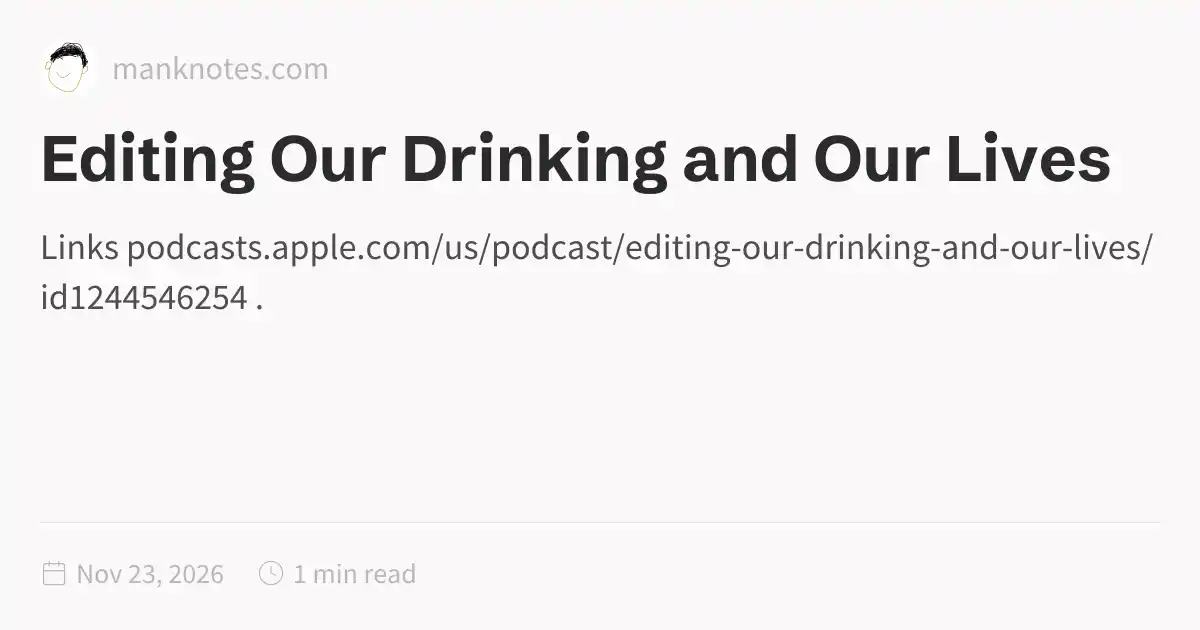 manknotes.com
Editing Our Drinking and Our Lives
Links podcasts.apple.com/us/podcast/editing-our-drinking-and-our-lives/
id1244546254 .
Nov 23, 2026 1 min read